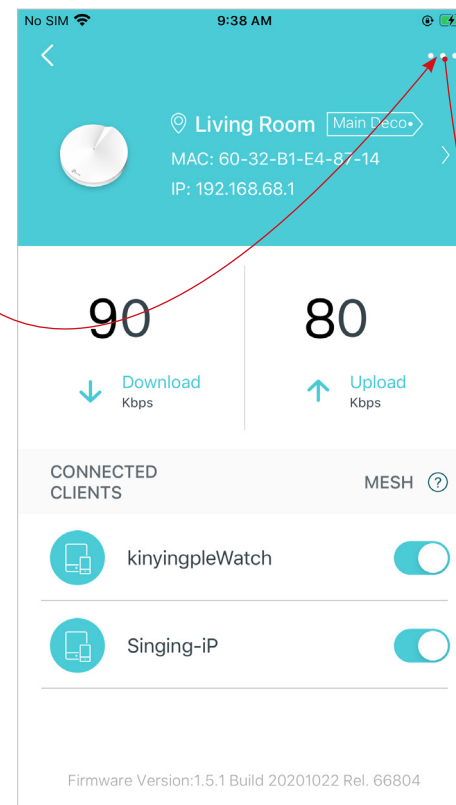 No SIM 9:38 AM
Living Room Main Deco
MAC: 60-32-B1-E4-87-14
IP: 192.168.68.1
90 80
Download Upload
Kbps Kbps
CONNECTED
CLIENTS
MESH ?
kinyingpleWatch
Singing-iP
Firmware Version:1.5.1 Build 20201022 Rel. 66804